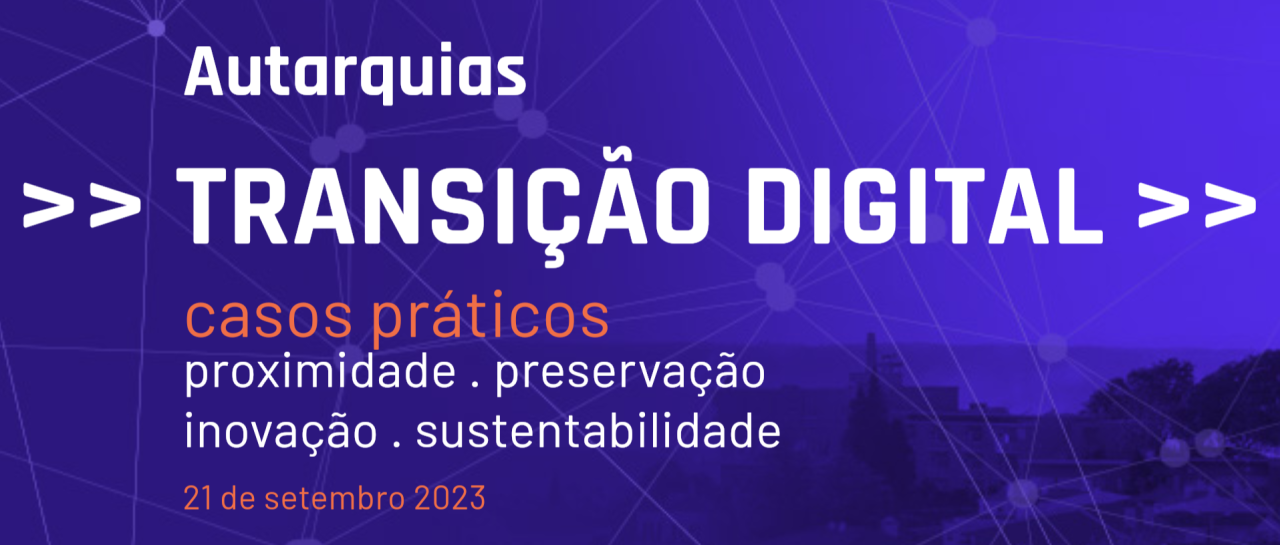 Autarquias
>> TRANSIÇÃO DIGITAL >>
casos práticos
proximidade . preservação
inovação . sustentabilidade
21 de setembro 2023